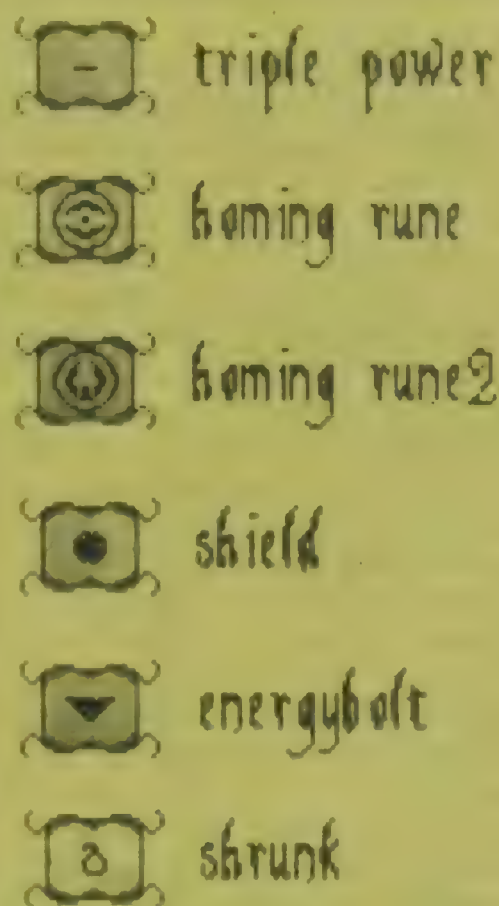 triple power
homing rune
homing rune2
shield
energybolt
shrunk